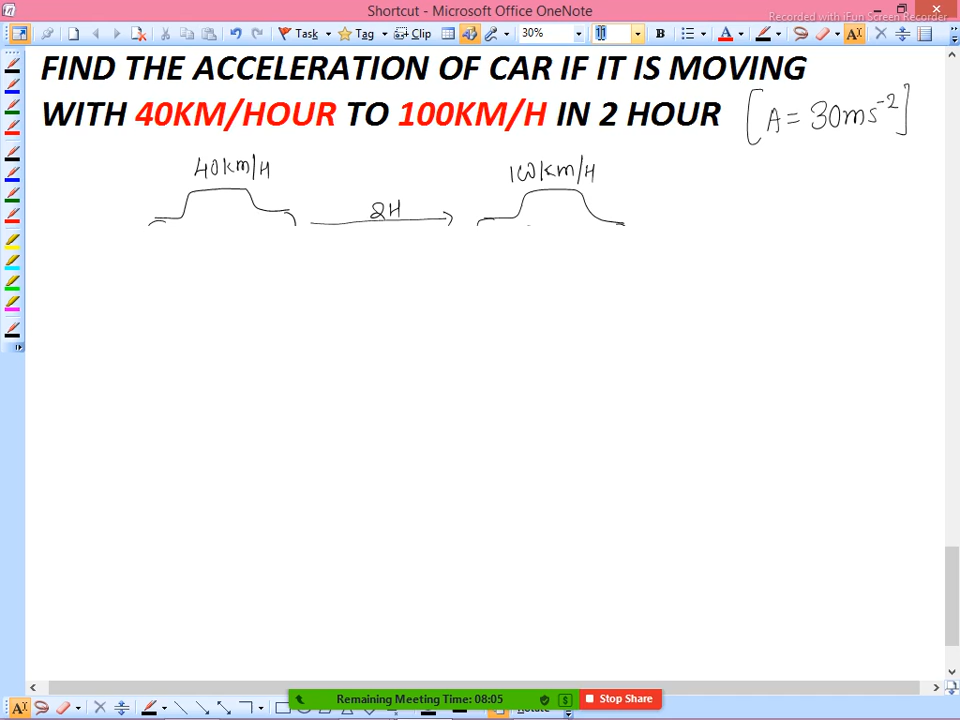 Shortcut - Microsoft Office OneNote
Recorded with iFun Screen Recorder
Task Tag Clip 30% 11 B A
FIND THE ACCELERATION OF CAR IF IT IS MOVING
WITH 40KM/HOUR TO 100KM/H IN 2 HOUR [A = 30ms-2]
40KM/H 100KM/H
2H
Remaining Meeting Time: 08:05 Stop Share
Rotate